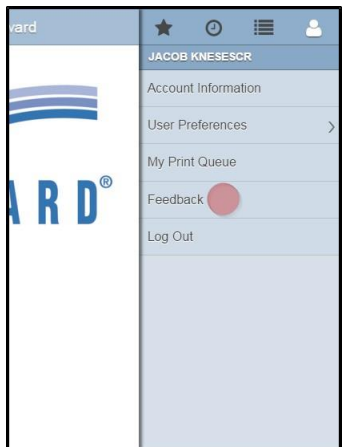 vard
JACOB KNESESCR
Account Information
User Preferences
My Print Queue
ARD®
Feedback
Log Out